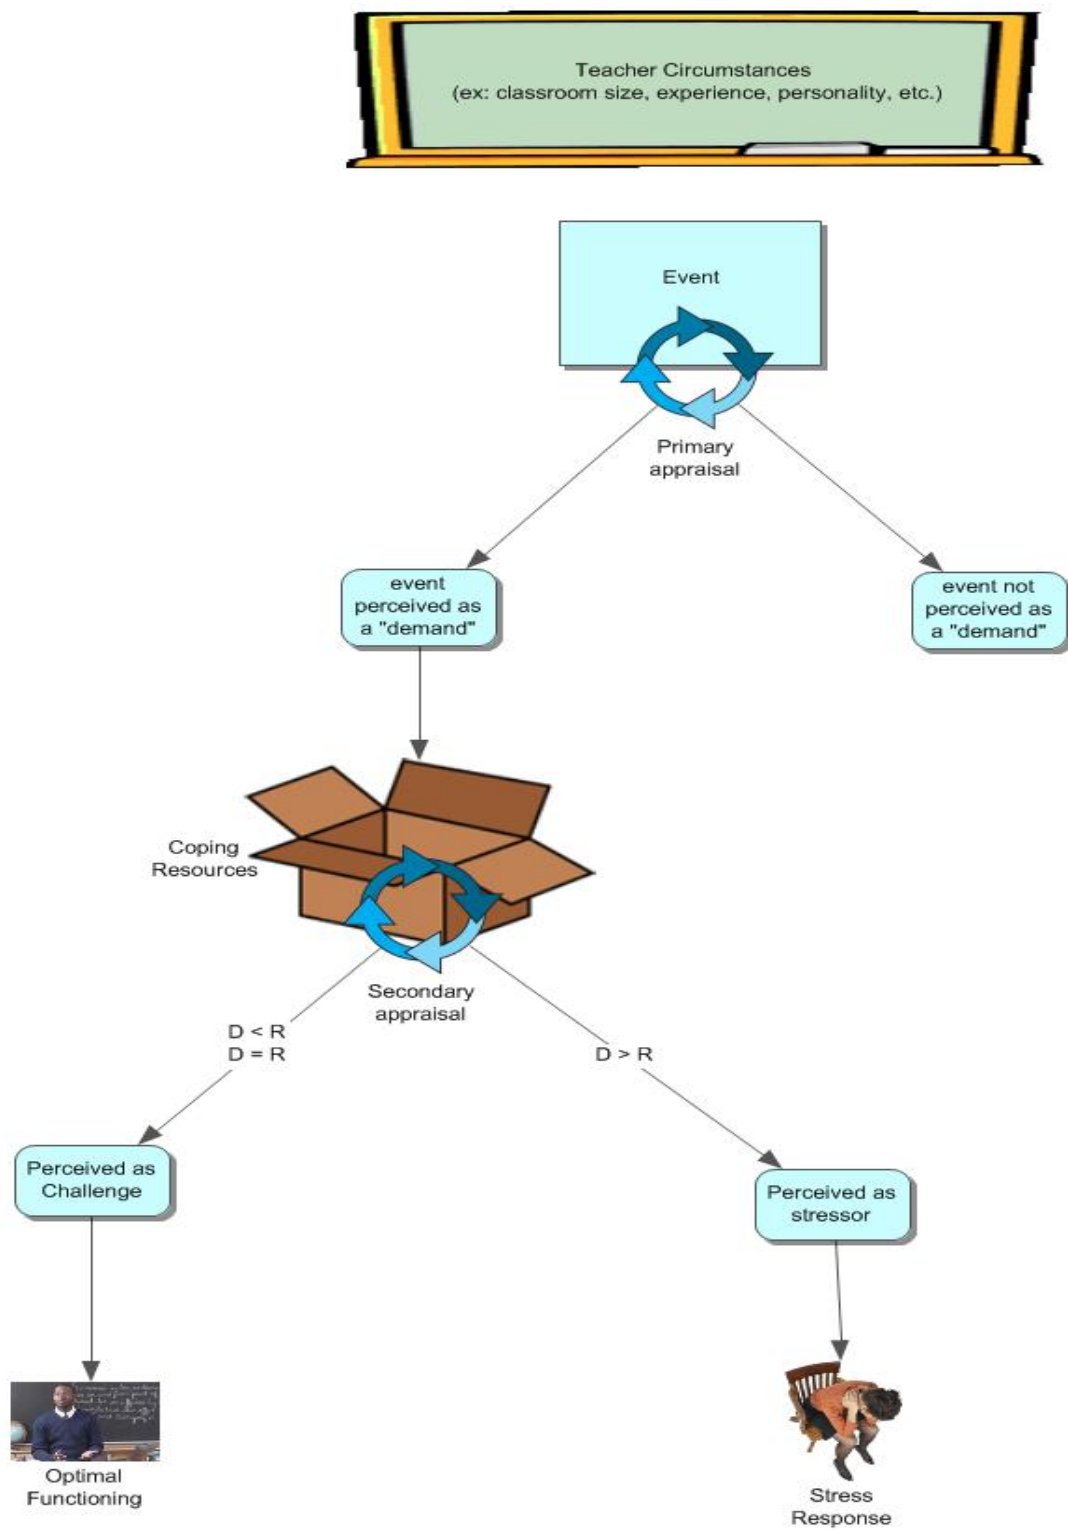 Teacher Circumstances
(ex: classroom size, experience, personality, etc.)
Event
Primary
appraisal
event
perceived as
a "demand"
event not
perceived as
a "demand"
Coping
Resources
Secondary
appraisal
D < R
D = R
D > R
Perceived as
Challenge
Perceived as
stressor
Optimal
Functioning
Stress
Response